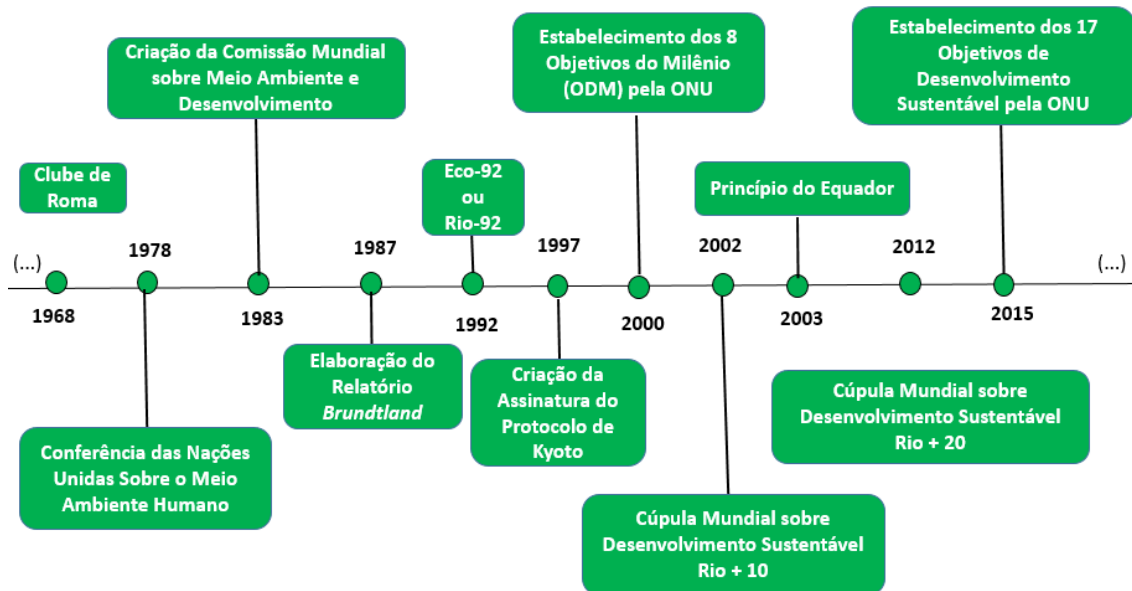 Criação da Comissão Mundial
sobre Meio Ambiente e
Desenvolvimento
Estabelecimento dos 8
Objetivos do Milênio
(ODM) pela ONU
Estabelecimento dos 17
Objetivos de
Desenvolvimento
Sustentável pela ONU
Clube de
Roma
Eco-92
ou
Rio-92
Princípio do Equador
1978
1987
1997
2002
2012
(...)
(...)
1968
1983
1992
2000
2003
2015
Elaboração do
Relatório
Brundtland
Criação da
Assinatura do
Protocolo de
Kyoto
Cúpula Mundial sobre
Desenvolvimento Sustentável
Rio + 20
Conferência das Nações
Unidas Sobre o Meio
Ambiente Humano
Cúpula Mundial sobre
Desenvolvimento Sustentável
Rio + 10